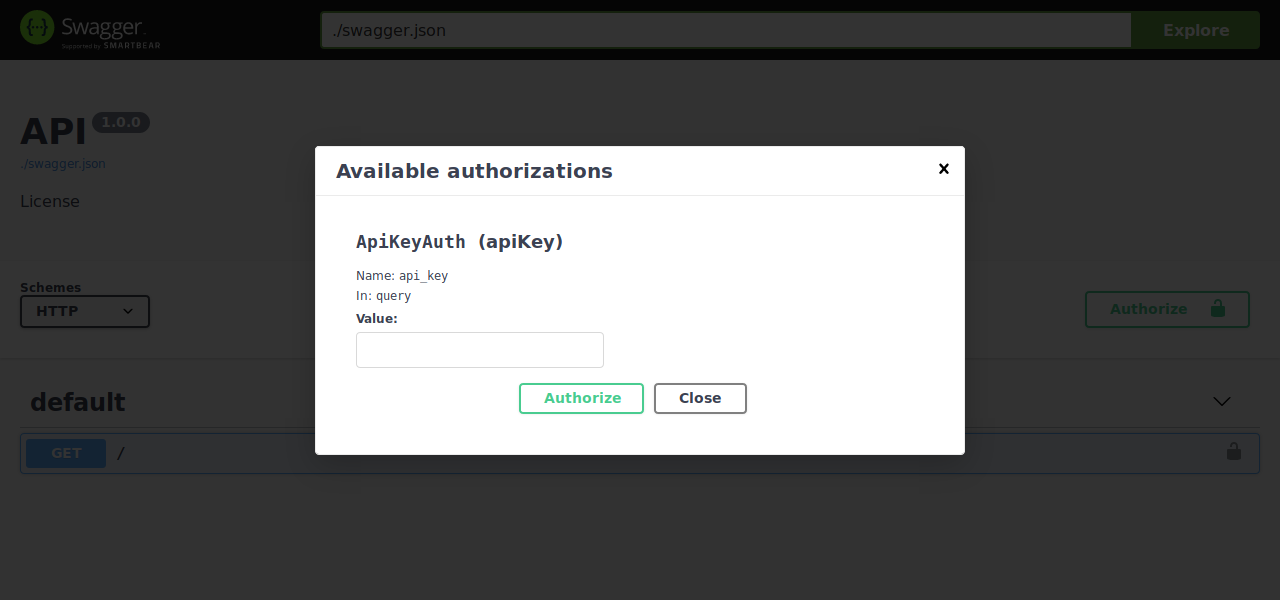 Swagger
Supported by SMARTBEAR
./swagger.json
Explore
API 1.0.0
./swagger.json
License
Schemes
HTTP
Authorize
default
GET /
Available authorizations
ApiKeyAuth (apiKey)
Name: api_key
In: query
Value:
Authorize
Close